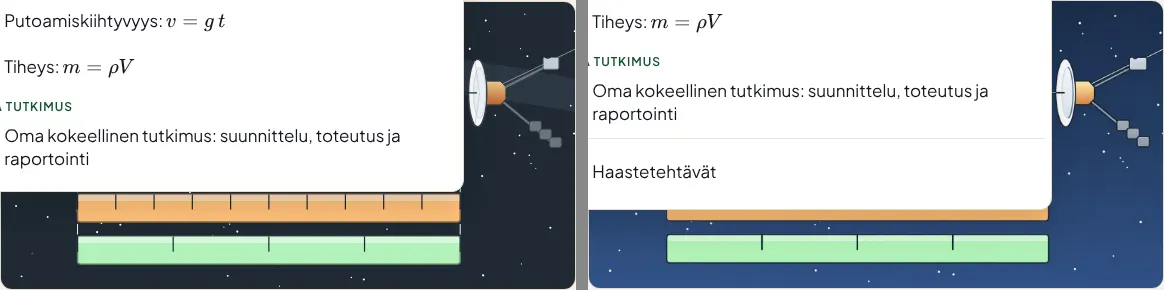 Putoamiskiihtyvyys: v = g t
Tiheys: m = ρV
TUTKIMUS
Oma kokeellinen tutkimus: suunnittelu, toteutus ja
raportointi
Tiheys: m = ρV
TUTKIMUS
Oma kokeellinen tutkimus: suunnittelu, toteutus ja
raportointi
Haastetehtävät